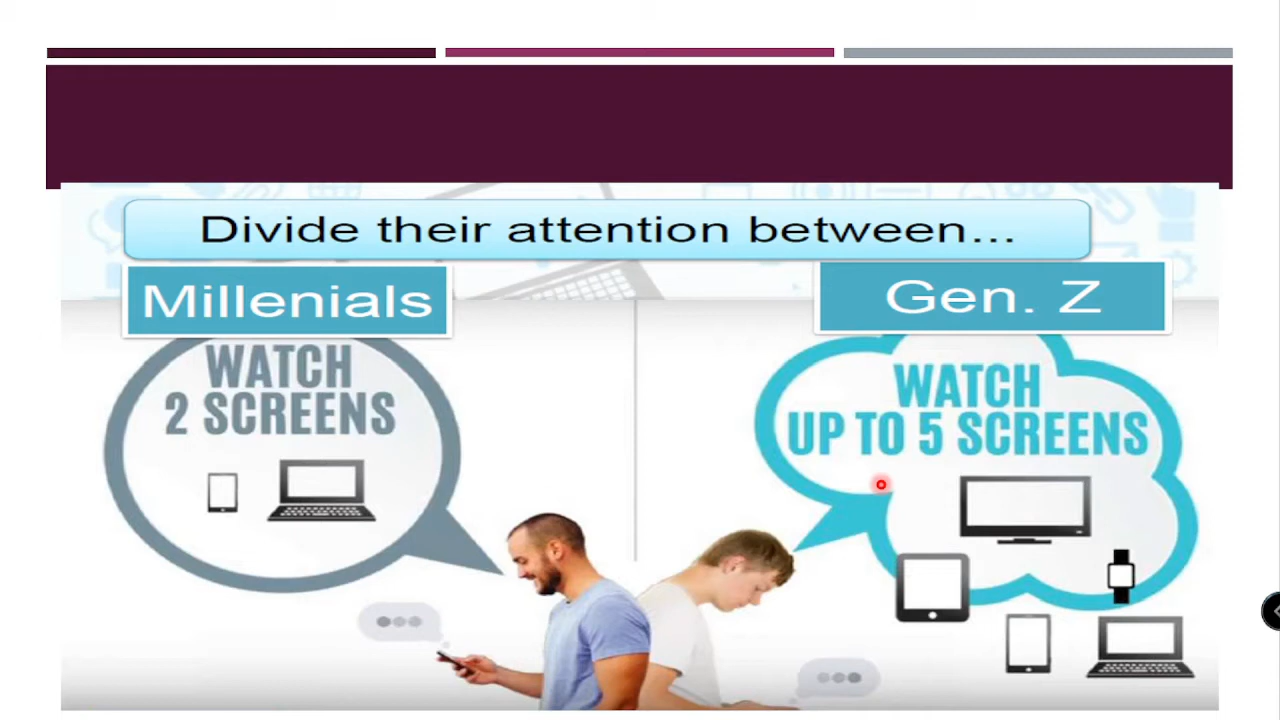 Divide their attention between...
Millenials
Gen. Z
WATCH
2 SCREENS
WATCH
UP TO 5 SCREENS